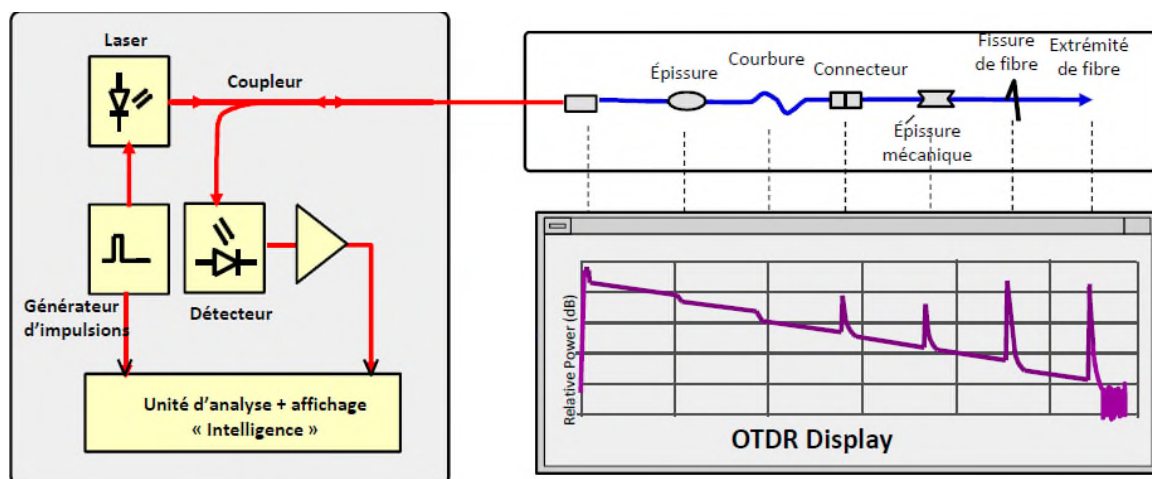 Laser
Coupleur
Générateur
d'impulsions
Détecteur
Unité d'analyse + affichage
« Intelligence »
Épissure
Courbure
Connecteur
Épissure
mécanique
Fissure
de fibre
Extrémité
de fibre
Relative Power (dB)
OTDR Display